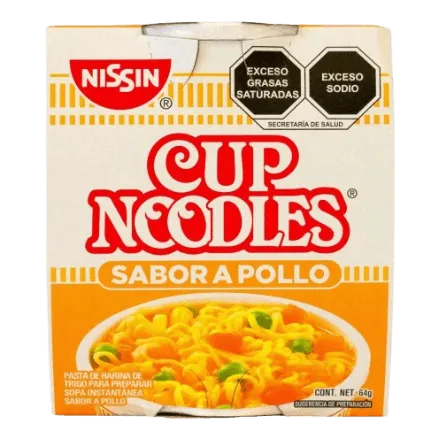 NISSIN
®
EXCESO
GRASAS
SATURADAS
EXCESO
SODIO
SECRETARÍA DE SALUD
CUP
NOODLES®
SABOR A POLLO
PASTA DE HARINA DE
TRIGO PARA PREPARAR
SOPA INSTANTÁNEA
SABOR A POLLO
CONT. NET. 64g
SUGERENCIA DE PREPARACIÓN